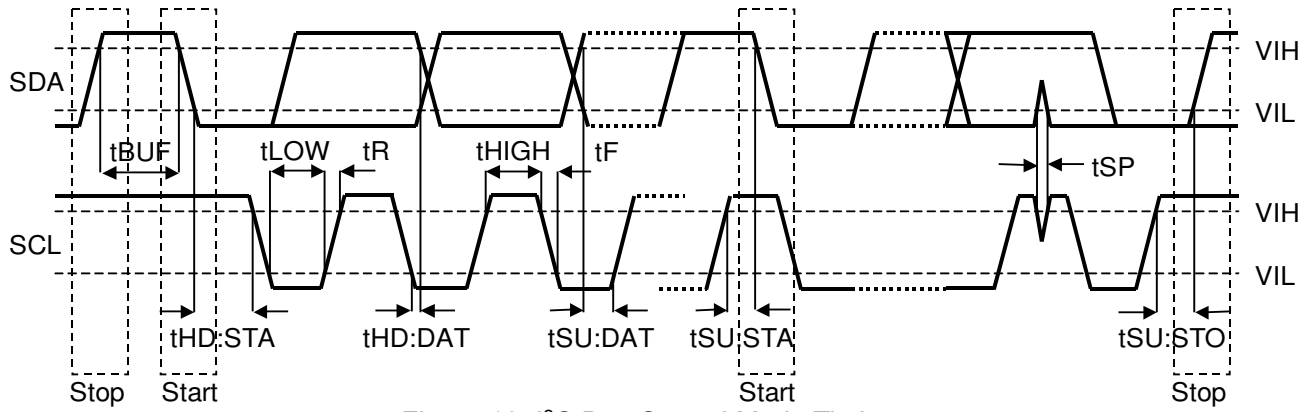 SDA
VIH
VIL
tBUF
tLOW
tR
tHIGH
tF
tSP
SCL
VIH
VIL
tHD:STA
tHD:DAT
tSU:DAT
tSU:STA
tSU:STO
Stop
Start
Start
Stop